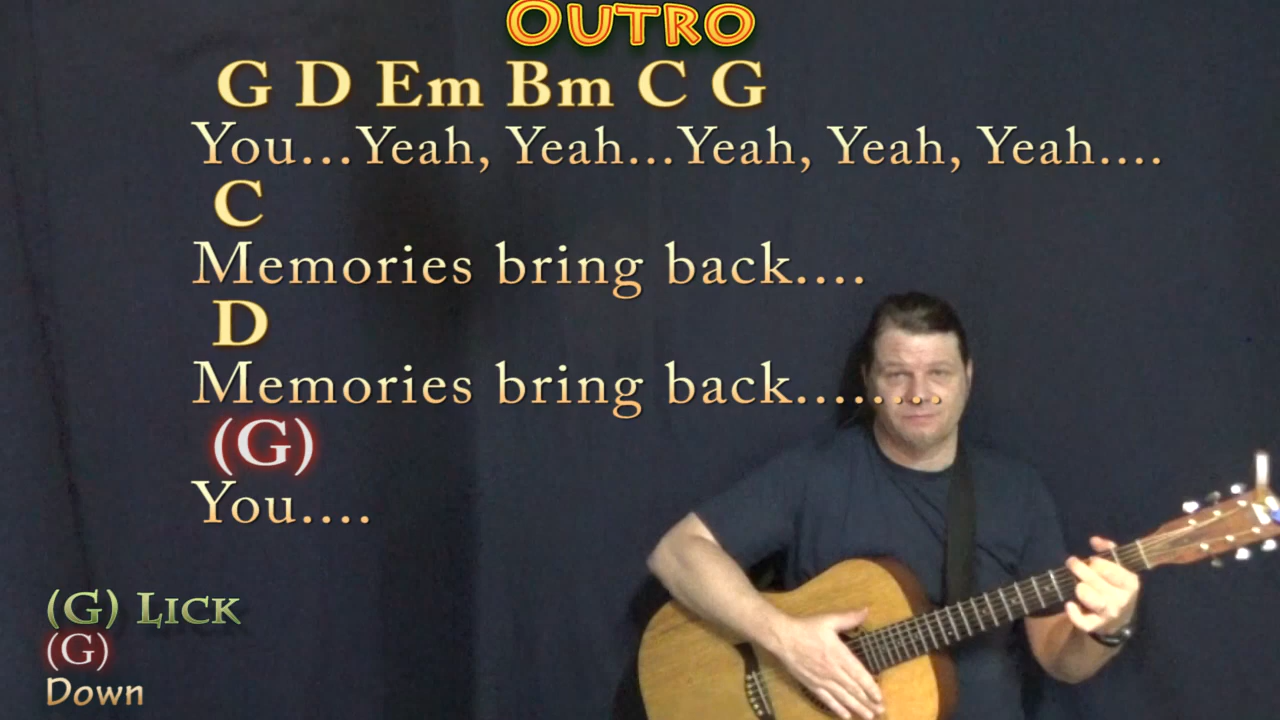 OUTRO
G D Em Bm C G
You...Yeah, Yeah...Yeah, Yeah, Yeah....
C
Memories bring back....
D
Memories bring back........
(G)
You....
(G) LICK
(G)
Down